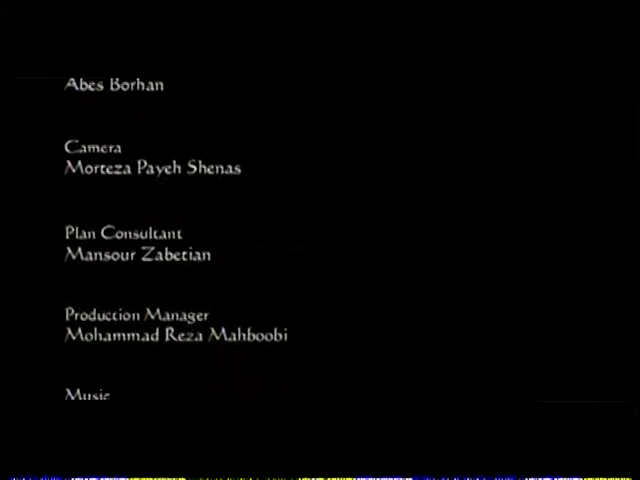 Abes Borhan
Camera
Morteza Payeh Shenas
Plan Consultant
Mansour Zabetian
Production Manager
Mohammad Reza Mahboobi
Music